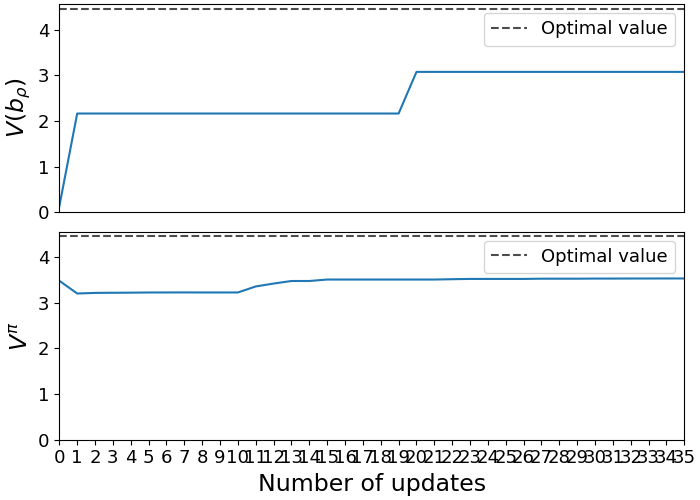 4
3
2
1
0
V(b_ρ)
Optimal value
4
3
2
1
0
V^π
Optimal value
0 1 2 3 4 5 6 7 8 9 10 11 12 13 14 15 16 17 18 19 20 21 22 23 24 25 26 27 28 29 30 31 32 33 34 35
Number of updates